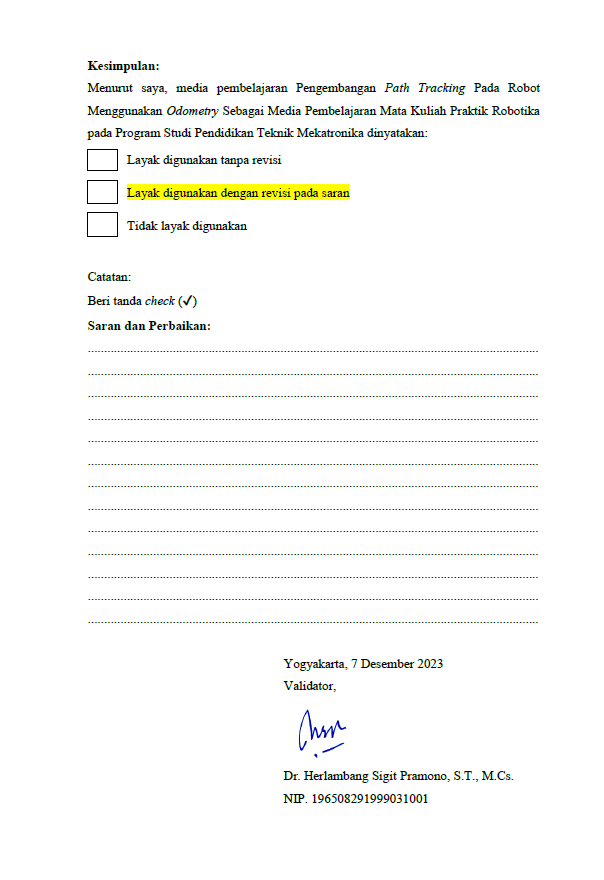 Kesimpulan:
Menurut saya, media pembelajaran Pengembangan Path Tracking Pada Robot
Menggunakan Odometry Sebagai Media Pembelajaran Mata Kuliah Praktik Robotika
pada Program Studi Pendidikan Teknik Mekatronika dinyatakan:
Layak digunakan tanpa revisi
Layak digunakan dengan revisi pada saran
Tidak layak digunakan
Catatan:
Beri tanda check (✓)
Saran dan Perbaikan:
Yogyakarta, 7 Desember 2023
Validator,
Dr. Herlambang Sigit Pramono, S.T., M.Cs.
NIP. 196508291999031001